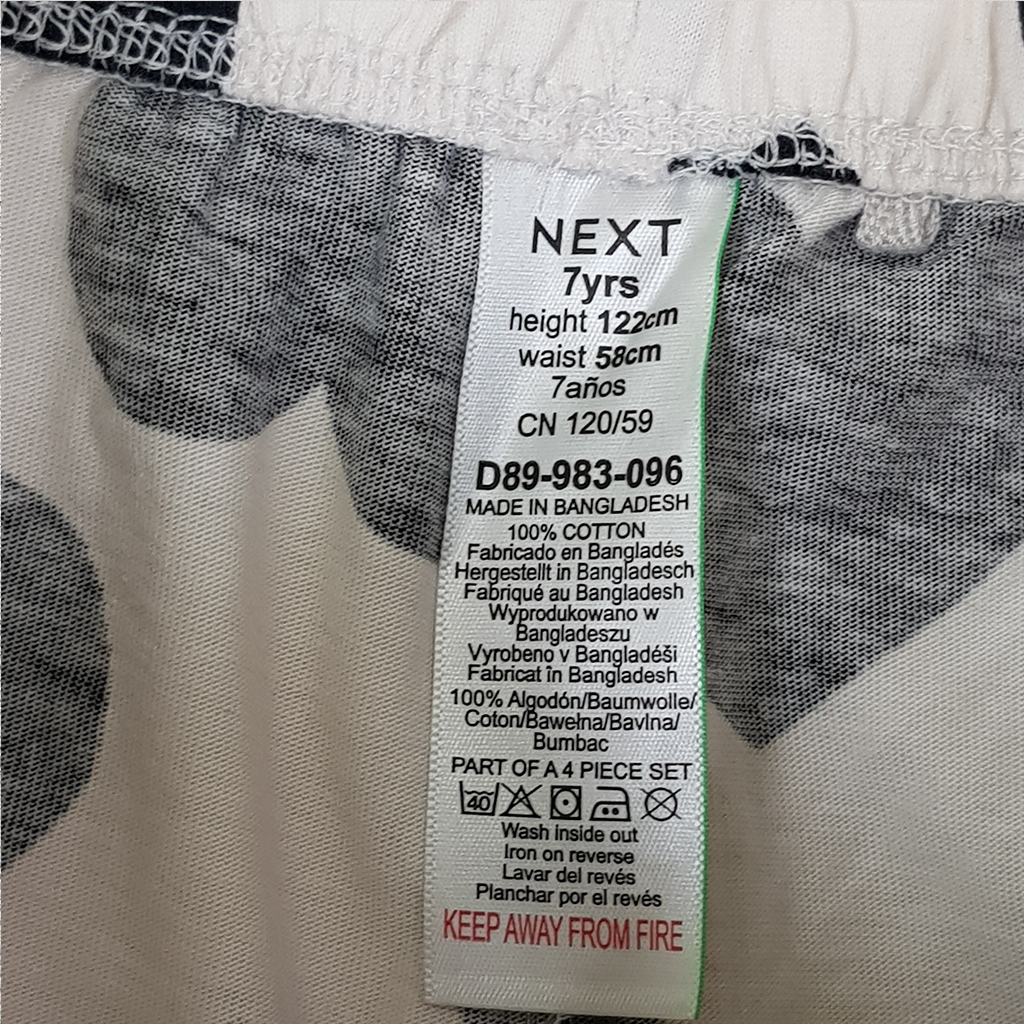 NEXT
7yrs
height 122cm
waist 58cm
7años
CN 120/59
D89-983-096
MADE IN BANGLADESH
100% COTTON
Fabricado en Bangladés
Hergestellt in Bangladesch
Fabriqué au Bangladesh
Wyprodukowano w
Bangladeszu
Vyrobeno v Bangladéši
Fabricat în Bangladesh
100% Algodón/Baumwolle/
Coton/Bawełna/Bavlna/
Bumbac
PART OF A 4 PIECE SET
40
Wash inside out
Iron on reverse
Lavar del revés
Planchar por el revés
KEEP AWAY FROM FIRE